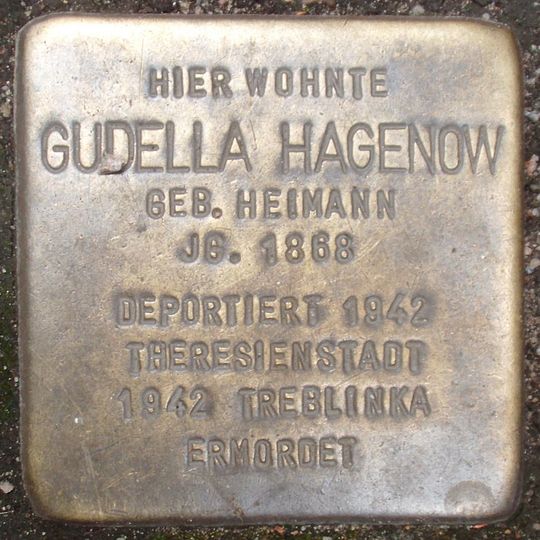 HIER WOHNTE
GUDELLA HAGENOW
GEB. HEIMANN
JG. 1868
DEPORTIERT 1942
THERESIENSTADT
1942 TREBLINKA
ERMORDET